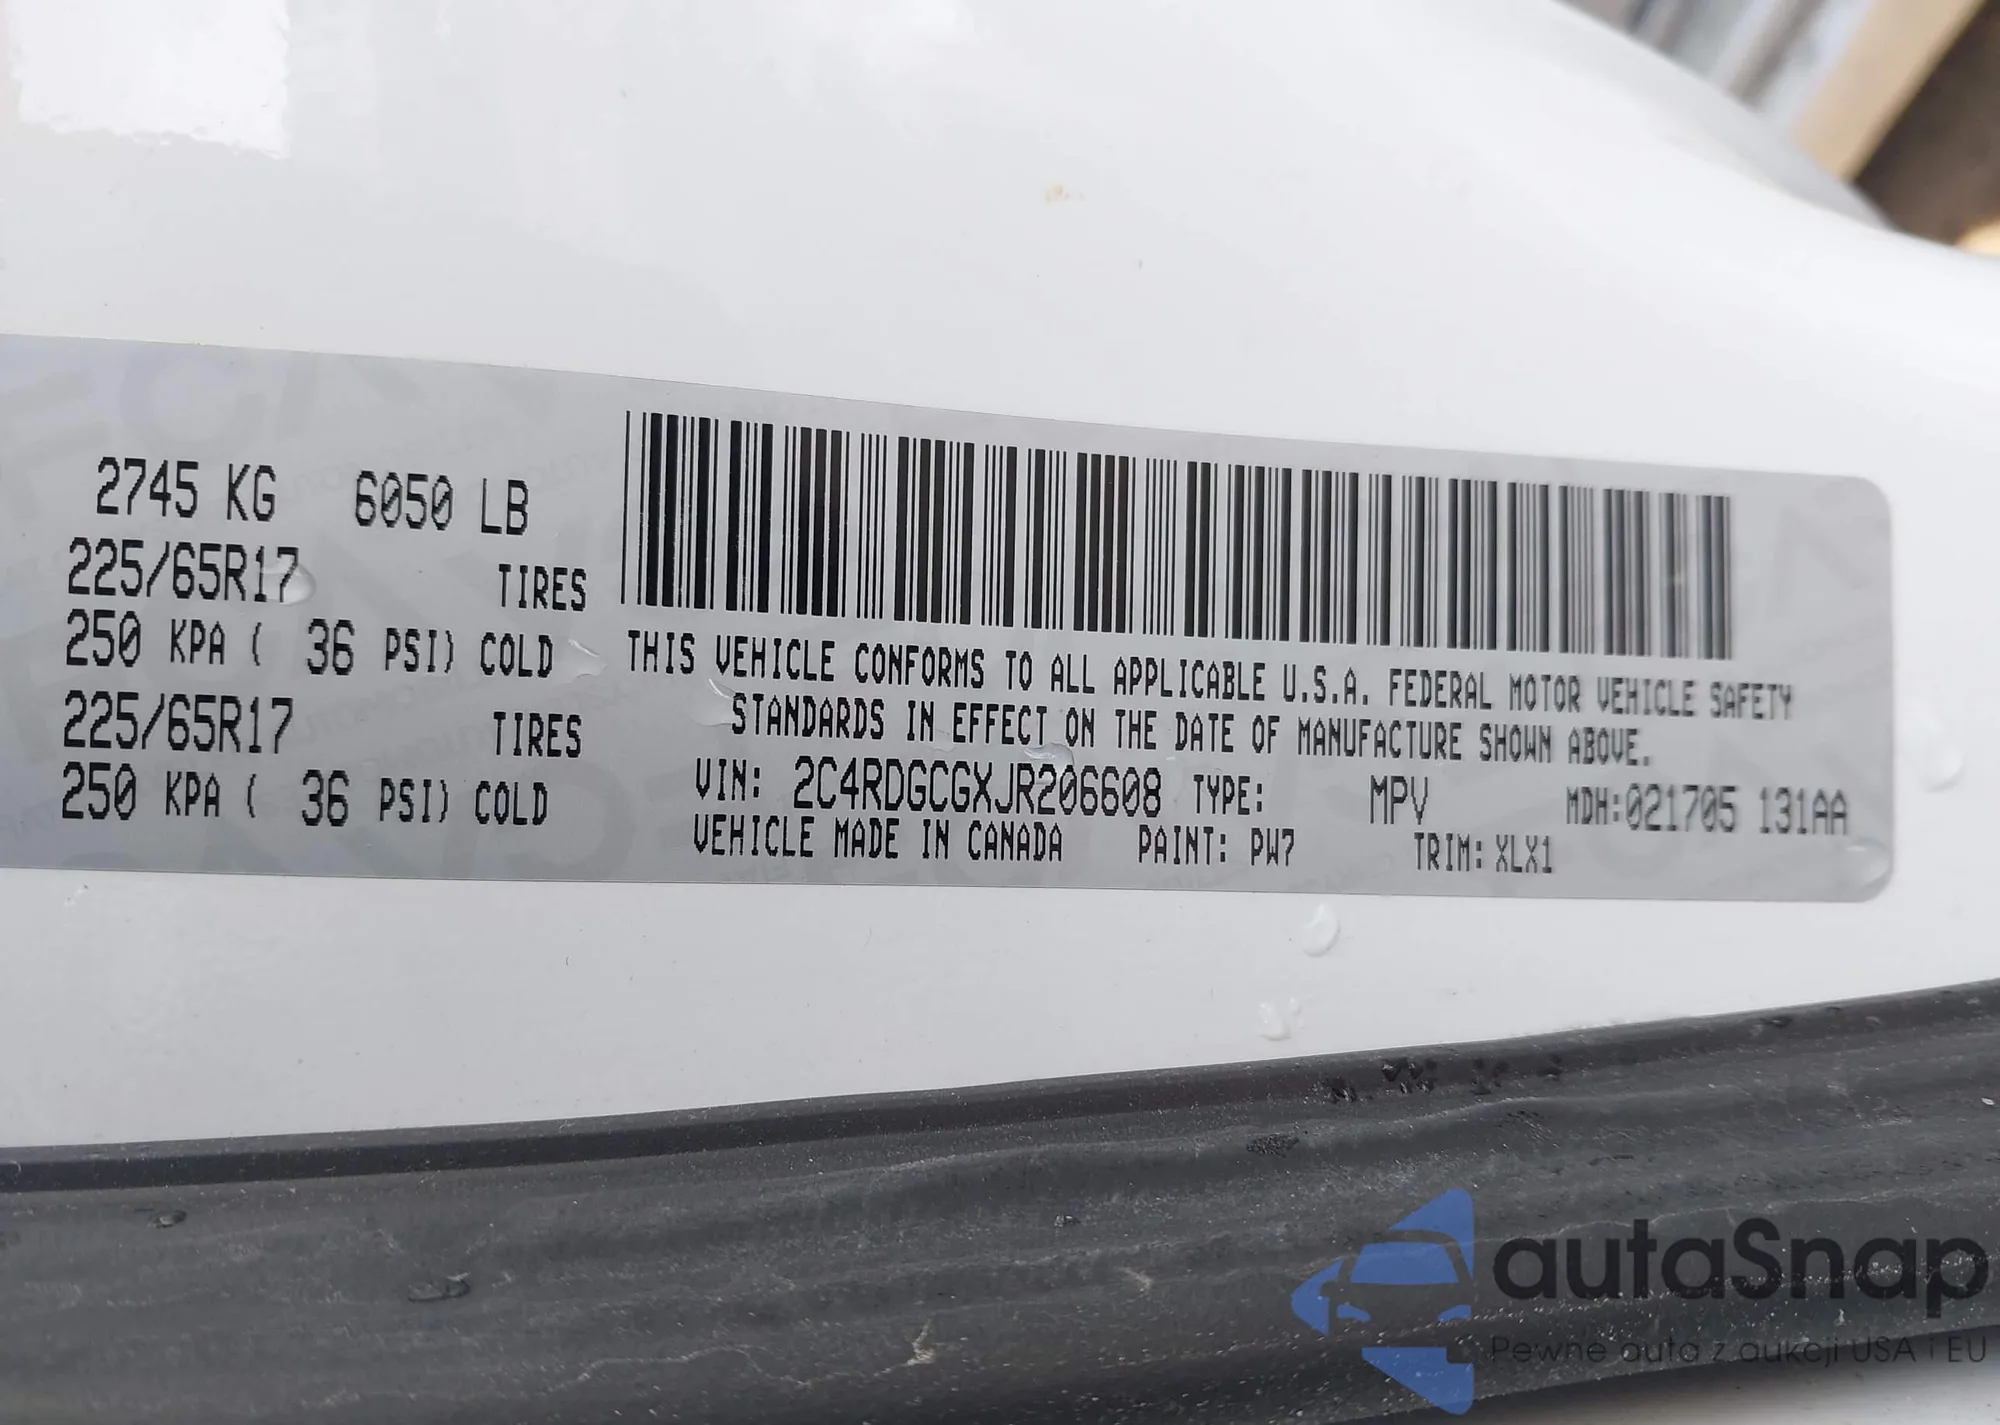 2745 KG 6050 LB
225/65R17 TIRES
250 KPA ( 36 PSI) COLD
225/65R17 TIRES
250 KPA ( 36 PSI) COLD
THIS VEHICLE CONFORMS TO ALL APPLICABLE U.S.A. FEDERAL MOTOR VEHICLE SAFETY
STANDARDS IN EFFECT ON THE DATE OF MANUFACTURE SHOWN ABOVE.
VIN: 2C4RDGCGXJR206608 TYPE: MPV MDH:021705 131AA
VEHICLE MADE IN CANADA PAINT: PW7 TRIM: XLX1
autaSnap
Pewne auta z aukcji USA i EU